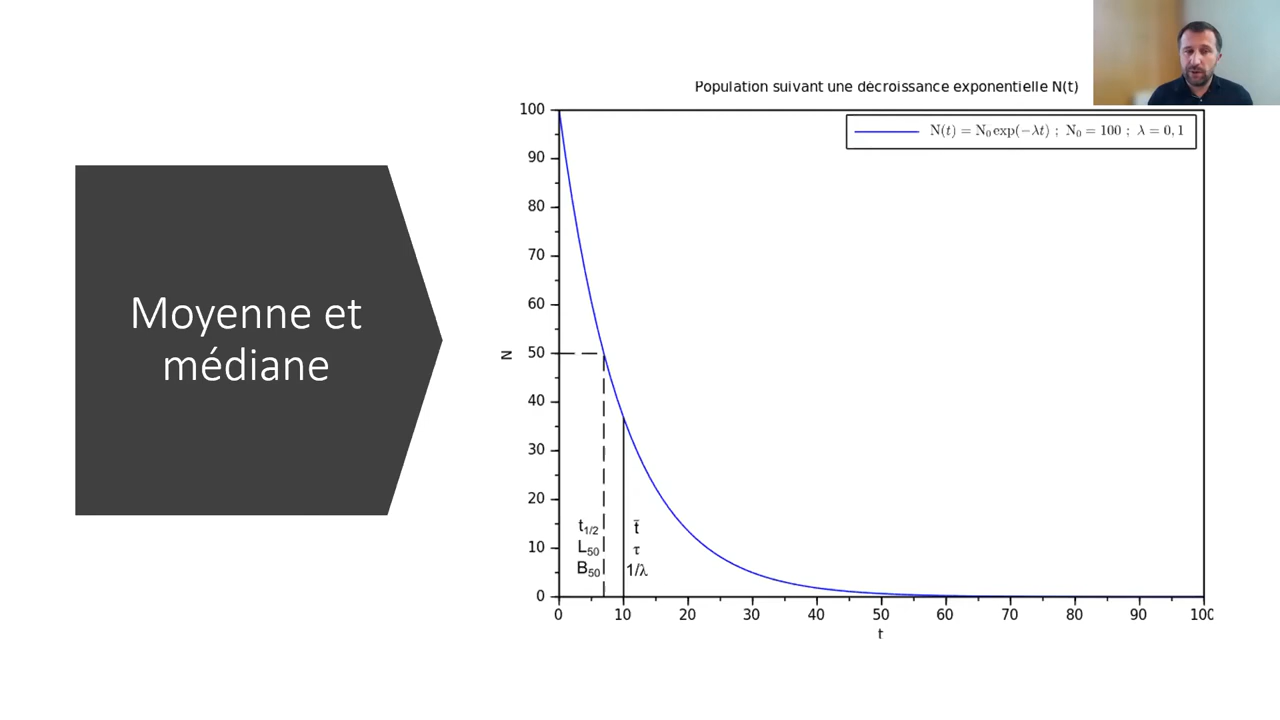 Moyenne et
médiane
Population suivant une décroissance exponentielle N(t)
N(t) = N₀ exp(−λt) ; N₀ = 100 ; λ = 0, 1
100
90
80
70
60
50
40
30
20
10
0
N
t₁/₂
L₅₀
B₅₀
t̄
τ
1/λ
0 10 20 30 40 50 60 70 80 90 100
t